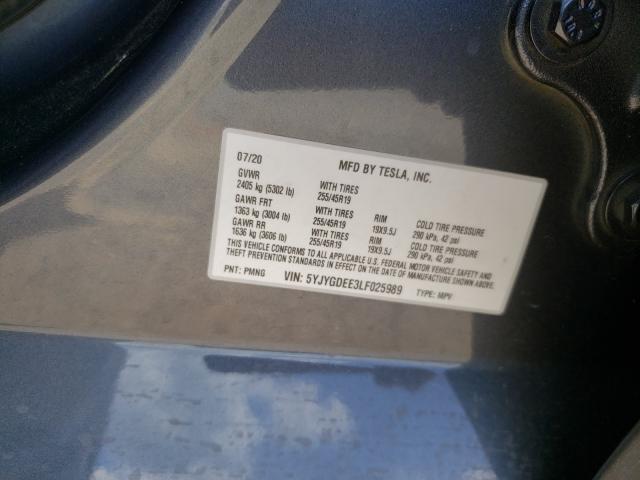 07/20 MFD BY TESLA, INC.
GVWR
2405 kg (5302 lb) WITH TIRES 255/45R19
GAWR FRT
1363 kg (3004 lb) WITH TIRES 255/45R19 RIM 19X9.5J COLD TIRE PRESSURE 290 kPa, 42 psi
GAWR RR
1636 kg (3606 lb) WITH TIRES 255/45R19 RIM 19X9.5J COLD TIRE PRESSURE 290 kPa, 42 psi
THIS VEHICLE CONFORMS TO ALL APPLICABLE U.S. FEDERAL MOTOR VEHICLE SAFETY AND
THEFT PREVENTION STANDARDS IN EFFECT ON THE DATE OF MANUFACTURE SHOWN ABOVE.
PNT: PMNG VIN: 5YJYGDEE3LF025989 TYPE: MPV